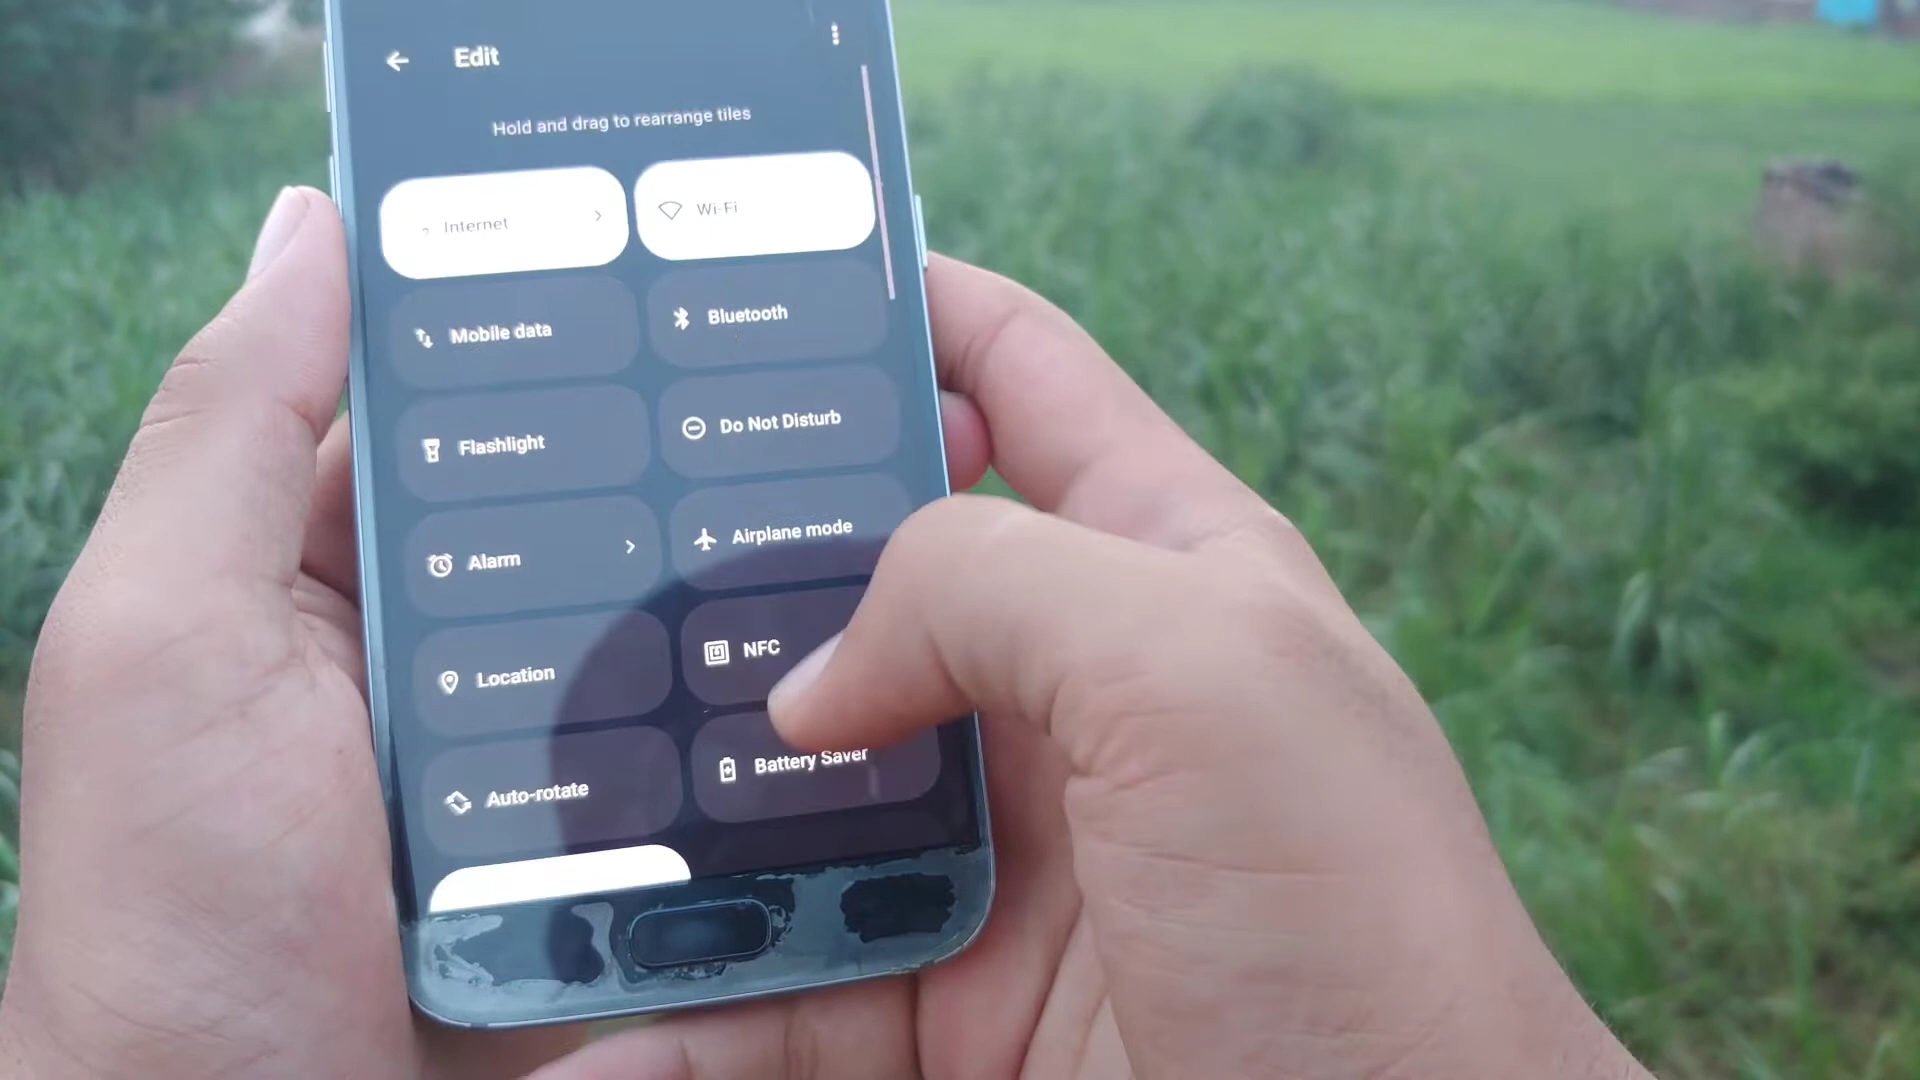 Edit
Hold and drag to rearrange tiles
Internet
Wi-Fi
Mobile data
Bluetooth
Flashlight
Do Not Disturb
Alarm
Airplane mode
Location
NFC
Auto-rotate
Battery Saver